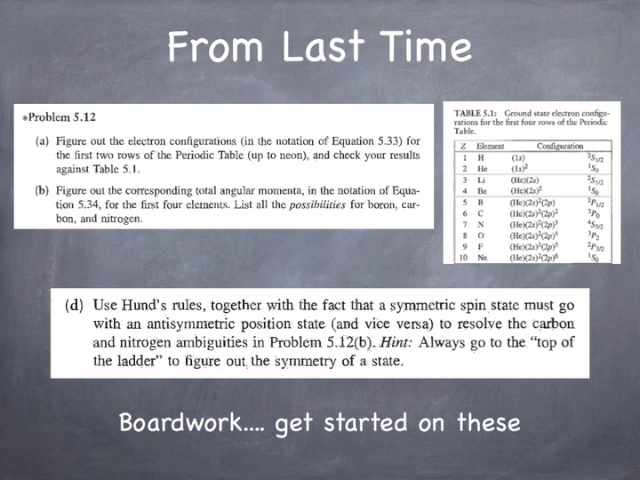 From Last Time
*Problem 5.12
(a) Figure out the electron configurations (in the notation of Equation 5.33) for
the first two rows of the Periodic Table (up to neon), and check your results
against Table 5.1.
(b) Figure out the corresponding total angular momenta, in the notation of Equa-
tion 5.34, for the first four elements. List all the possibilities for boron, car-
bon, and nitrogen.
TABLE 5.1: Ground state electron configu-
rations for the first four rows of the Periodic
Table.
Z Element Configuration
1 H (1s) ²S₁/₂
2 He (1s)² ¹S₀
3 Li (He)(2s) ²S₁/₂
4 Be (He)(2s)² ¹S₀
5 B (He)(2s)²(2p) ²P₁/₂
6 C (He)(2s)²(2p)² ³P₀
7 N (He)(2s)²(2p)³ ⁴S₃/₂
8 O (He)(2s)²(2p)⁴ ³P₂
9 F (He)(2s)²(2p)⁵ ²P₃/₂
10 Ne (He)(2s)²(2p)⁶ ¹S₀
(d) Use Hund's rules, together with the fact that a symmetric spin state must go
with an antisymmetric position state (and vice versa) to resolve the carbon
and nitrogen ambiguities in Problem 5.12(b). Hint: Always go to the "top of
the ladder" to figure out the symmetry of a state.
Boardwork.... get started on these